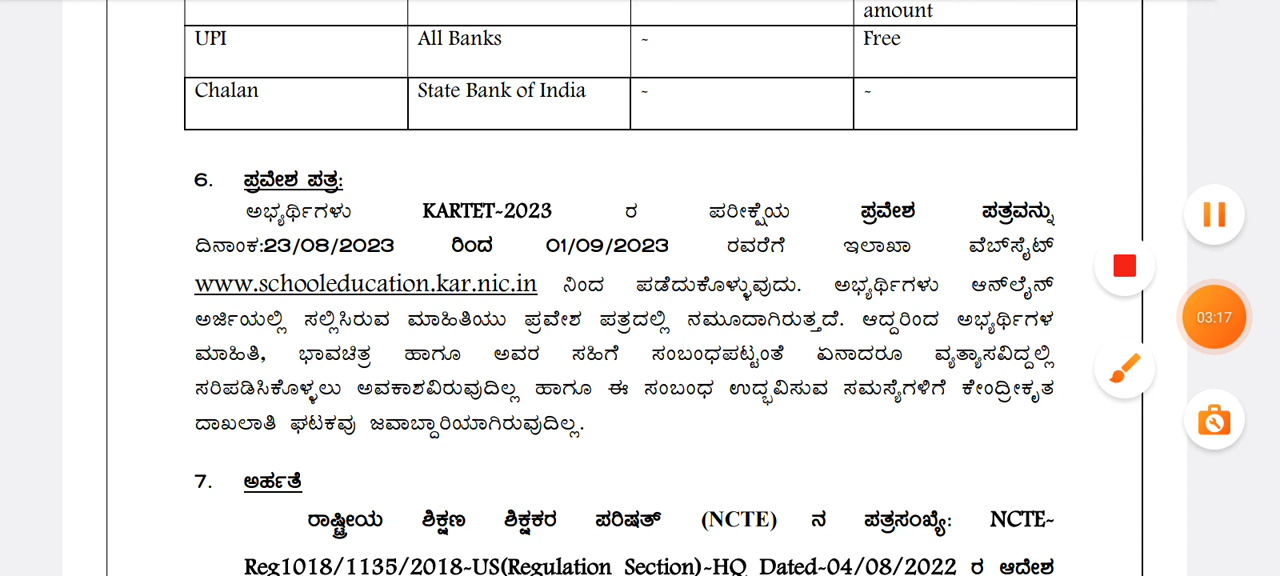 amount
UPI All Banks - Free
Chalan State Bank of India - -
6. ಪ್ರವೇಶ ಪತ್ರ:
ಅಭ್ಯರ್ಥಿಗಳು KARTET-2023 ರ ಪರೀಕ್ಷೆಯ ಪ್ರವೇಶ ಪತ್ರವನ್ನು
ದಿನಾಂಕ:23/08/2023 ರಿಂದ 01/09/2023 ರವರೆಗೆ ಇಲಾಖಾ ವೆಬ್‌ಸೈಟ್
www.schooleducation.kar.nic.in ನಿಂದ ಪಡೆದುಕೊಳ್ಳುವುದು. ಅಭ್ಯರ್ಥಿಗಳು ಆನ್‌ಲೈನ್
ಅರ್ಜಿಯಲ್ಲಿ ಸಲ್ಲಿಸಿರುವ ಮಾಹಿತಿಯು ಪ್ರವೇಶ ಪತ್ರದಲ್ಲಿ ನಮೂದಾಗಿರುತ್ತದೆ. ಆದ್ದರಿಂದ ಅಭ್ಯರ್ಥಿಗಳ
ಮಾಹಿತಿ, ಭಾವಚಿತ್ರ ಹಾಗೂ ಅವರ ಸಹಿಗೆ ಸಂಬಂಧಪಟ್ಟಂತೆ ಏನಾದರೂ ವ್ಯತ್ಯಾಸವಿದ್ದಲ್ಲಿ
ಸರಿಪಡಿಸಿಕೊಳ್ಳಲು ಅವಕಾಶವಿರುವುದಿಲ್ಲ ಹಾಗೂ ಈ ಸಂಬಂಧ ಉದ್ಭವಿಸುವ ಸಮಸ್ಯೆಗಳಿಗೆ ಕೇಂದ್ರೀಕೃತ
ದಾಖಲಾತಿ ಘಟಕವು ಜವಾಬ್ದಾರಿಯಾಗಿರುವುದಿಲ್ಲ.
03:17
7. ಅರ್ಹತೆ
ರಾಷ್ಟ್ರೀಯ ಶಿಕ್ಷಣ ಶಿಕ್ಷಕರ ಪರಿಷತ್ (NCTE) ನ ಪತ್ರಸಂಖ್ಯೆ: NCTE-
Reg1018/1135/2018-US(Regulation Section)-HQ Dated-04/08/2022 ರ ಆದೇಶ